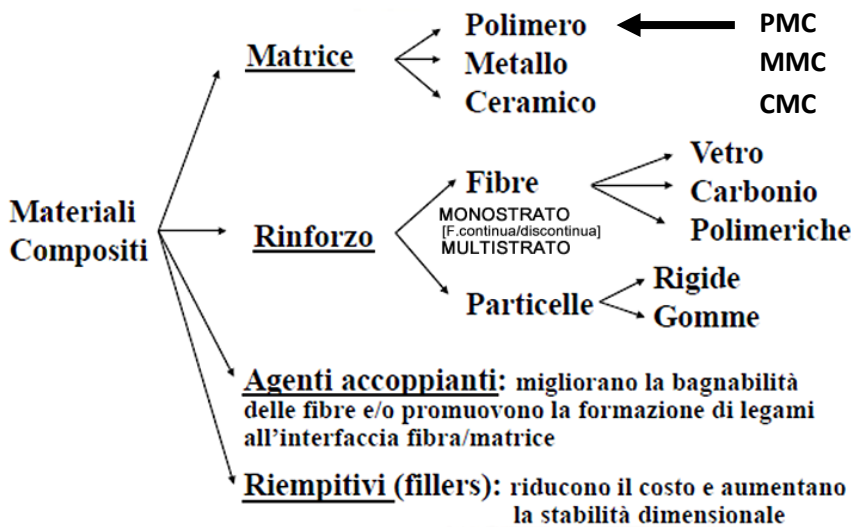 Matrice
Polimero
PMC
Metallo
MMC
Ceramico
CMC
Materiali
Compositi
Rinforzo
Fibre
MONOSTRATO
[F.continua/discontinua]
MULTISTRATO
Vetro
Carbonio
Polimeriche
Particelle
Rigide
Gomme
Agenti accoppianti: migliorano la bagnabilità
delle fibre e/o promuovono la formazione di legami
all'interfaccia fibra/matrice
Riempitivi (fillers): riducono il costo e aumentano
la stabilità dimensionale